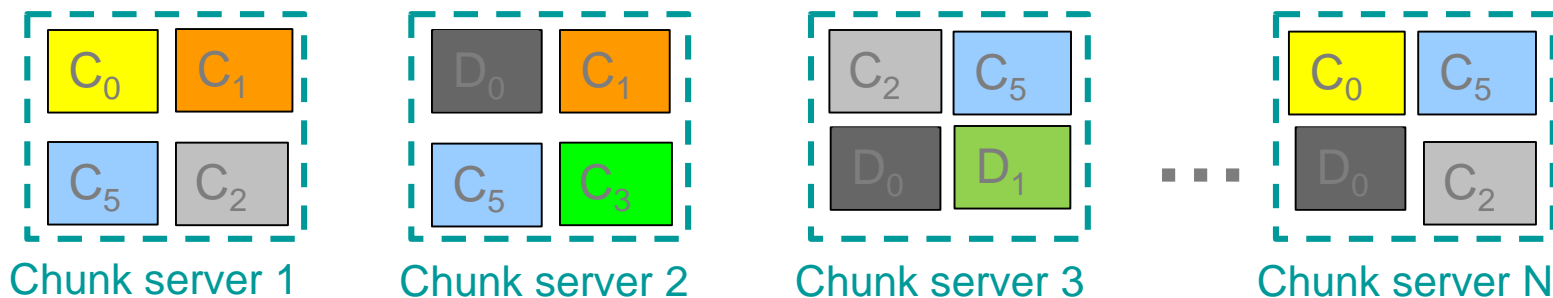 C₀ C₁ D₀ C₁ C₂ C₅ C₀ C₅
C₅ C₂ C₅ C₃ D₀ D₁ ... D₀ C₂
Chunk server 1 Chunk server 2 Chunk server 3 Chunk server N